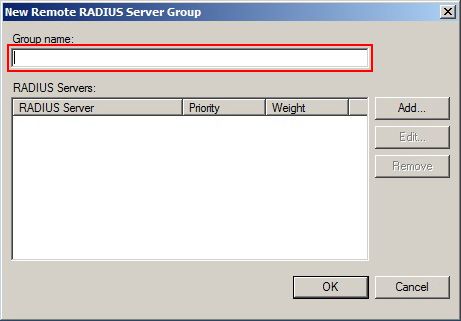 New Remote RADIUS Server Group
Group name:
RADIUS Servers:
RADIUS Server Priority Weight
Add...
Edit...
Remove
OK Cancel